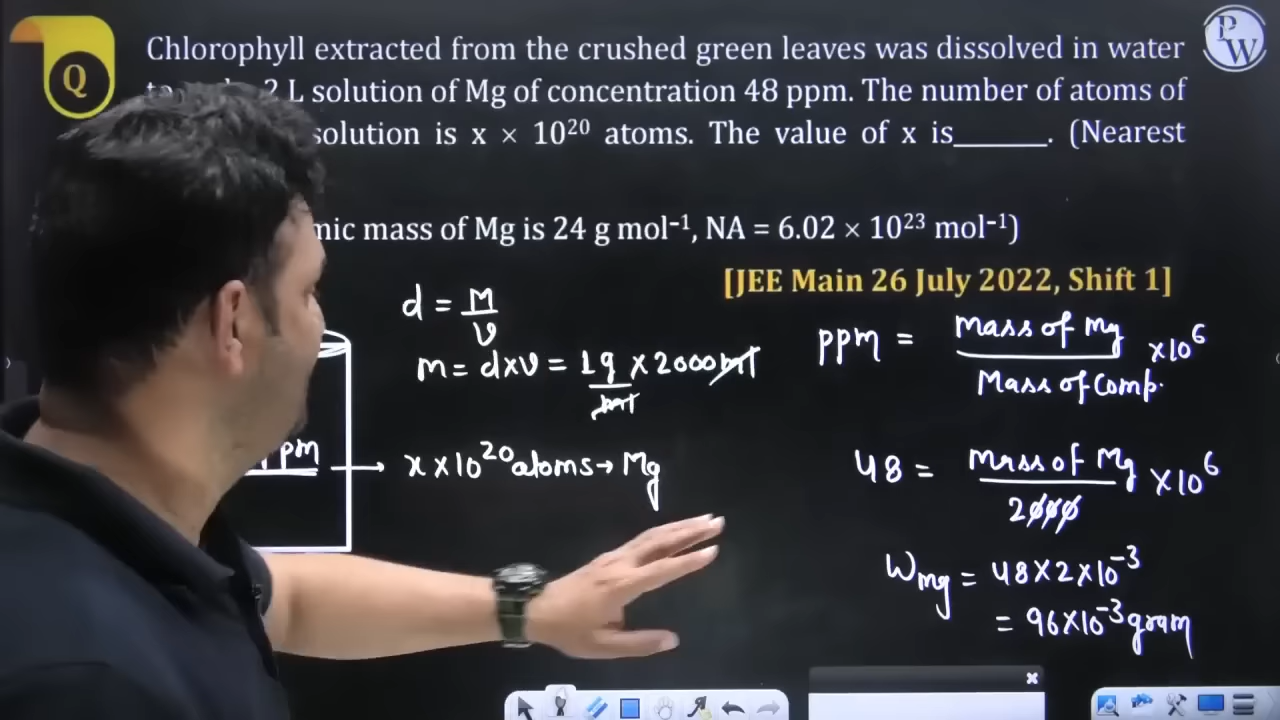 Q
P
W
Chlorophyll extracted from the crushed green leaves was dissolved in water
2 L solution of Mg of concentration 48 ppm. The number of atoms of
solution is x × 10²⁰ atoms. The value of x is______. (Nearest
mic mass of Mg is 24 g mol⁻¹, NA = 6.02 × 10²³ mol⁻¹)
[JEE Main 26 July 2022, Shift 1]
d = M/V
m = d×v = 1g/ml × 2000ml
ppm
x×10²⁰ atoms → Mg
ppm = Mass of Mg / Mass of Comp. ×10⁶
48 = Mass of Mg / 2000 ×10⁶
Wmg = 48×2×10⁻³
= 96×10⁻³ gram